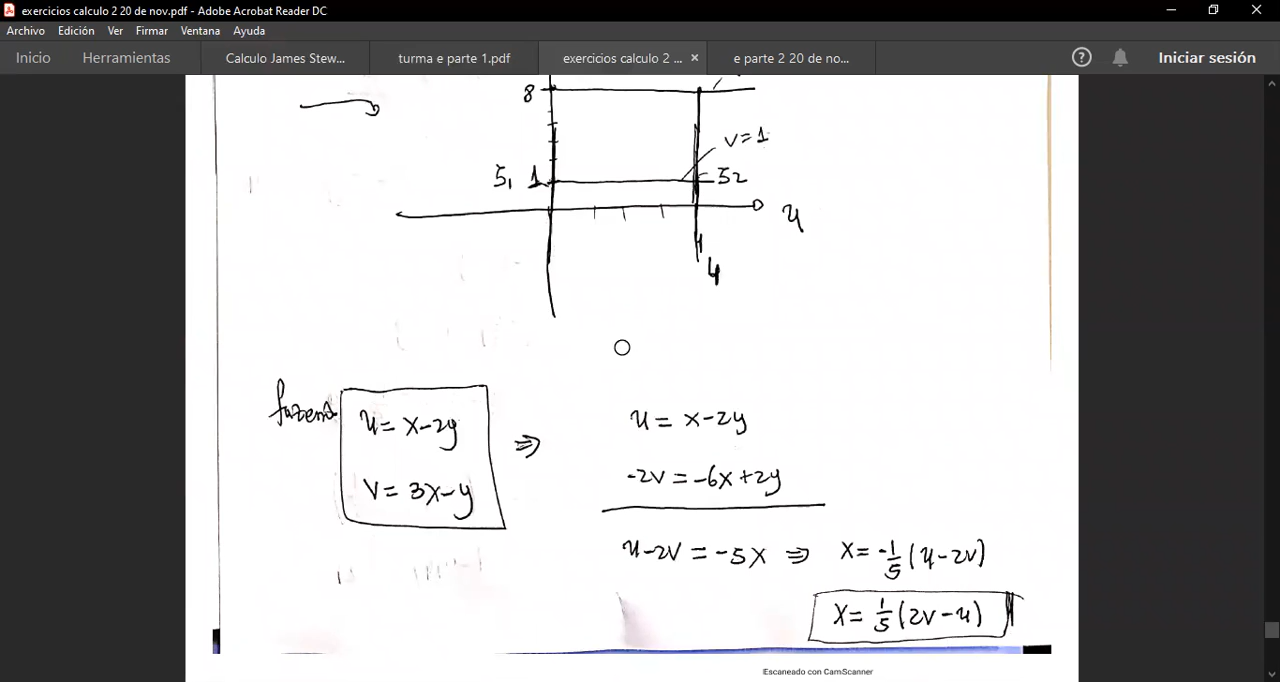 exercicios calculo 2 20 de nov.pdf - Adobe Acrobat Reader DC
Archivo Edición Ver Firmar Ventana Ayuda
Inicio Herramientas Calculo James Stew... turma e parte 1.pdf exercicios calculo 2 ... × e parte 2 20 de no... ? Iniciar sesión
8
v=1
5, 1 52
u
4
u = x-2y
v = 3x-y
⇒
u = x-2y
-2v = -6x+2y
u-2v = -5x ⇒ x = -1/5(u-2v)
x = 1/5(2v-u)
Escaneado con CamScanner